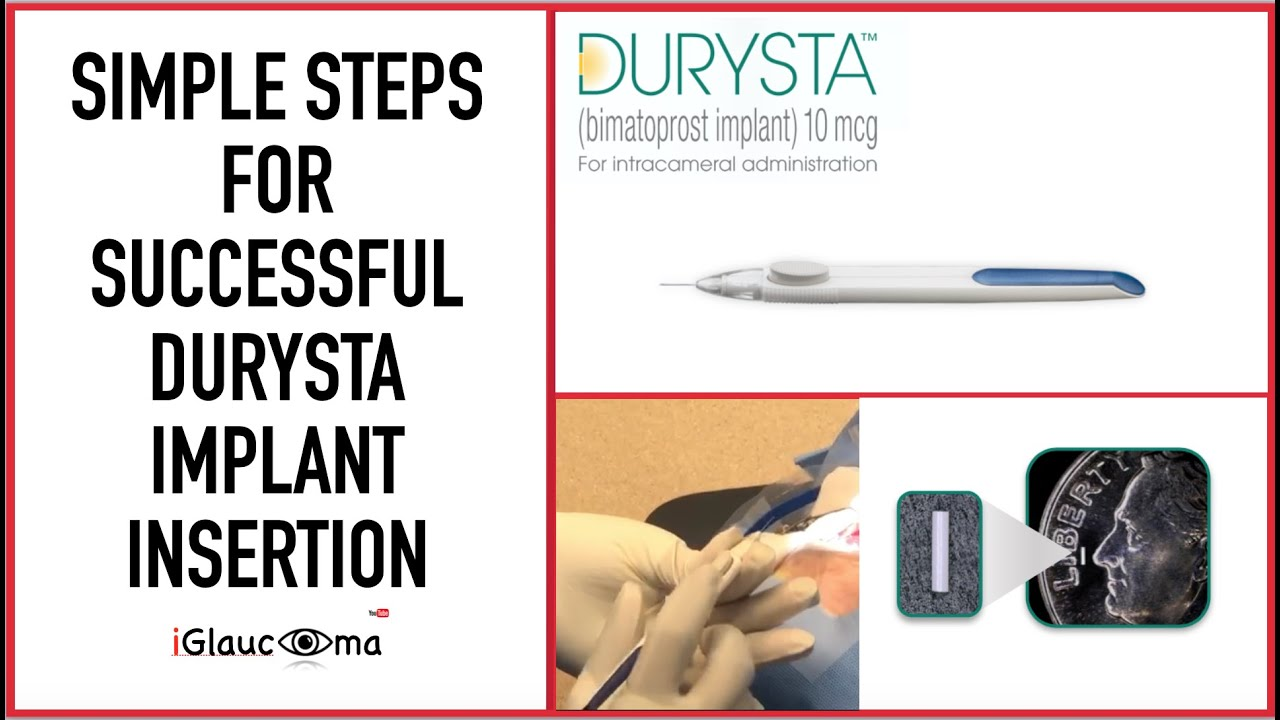 SIMPLE STEPS
FOR
SUCCESSFUL
DURYSTA
IMPLANT
INSERTION
YouTube
iGlaucoma
DURYSTA™
(bimatoprost implant) 10 mcg
For intracameral administration
LIBERTY